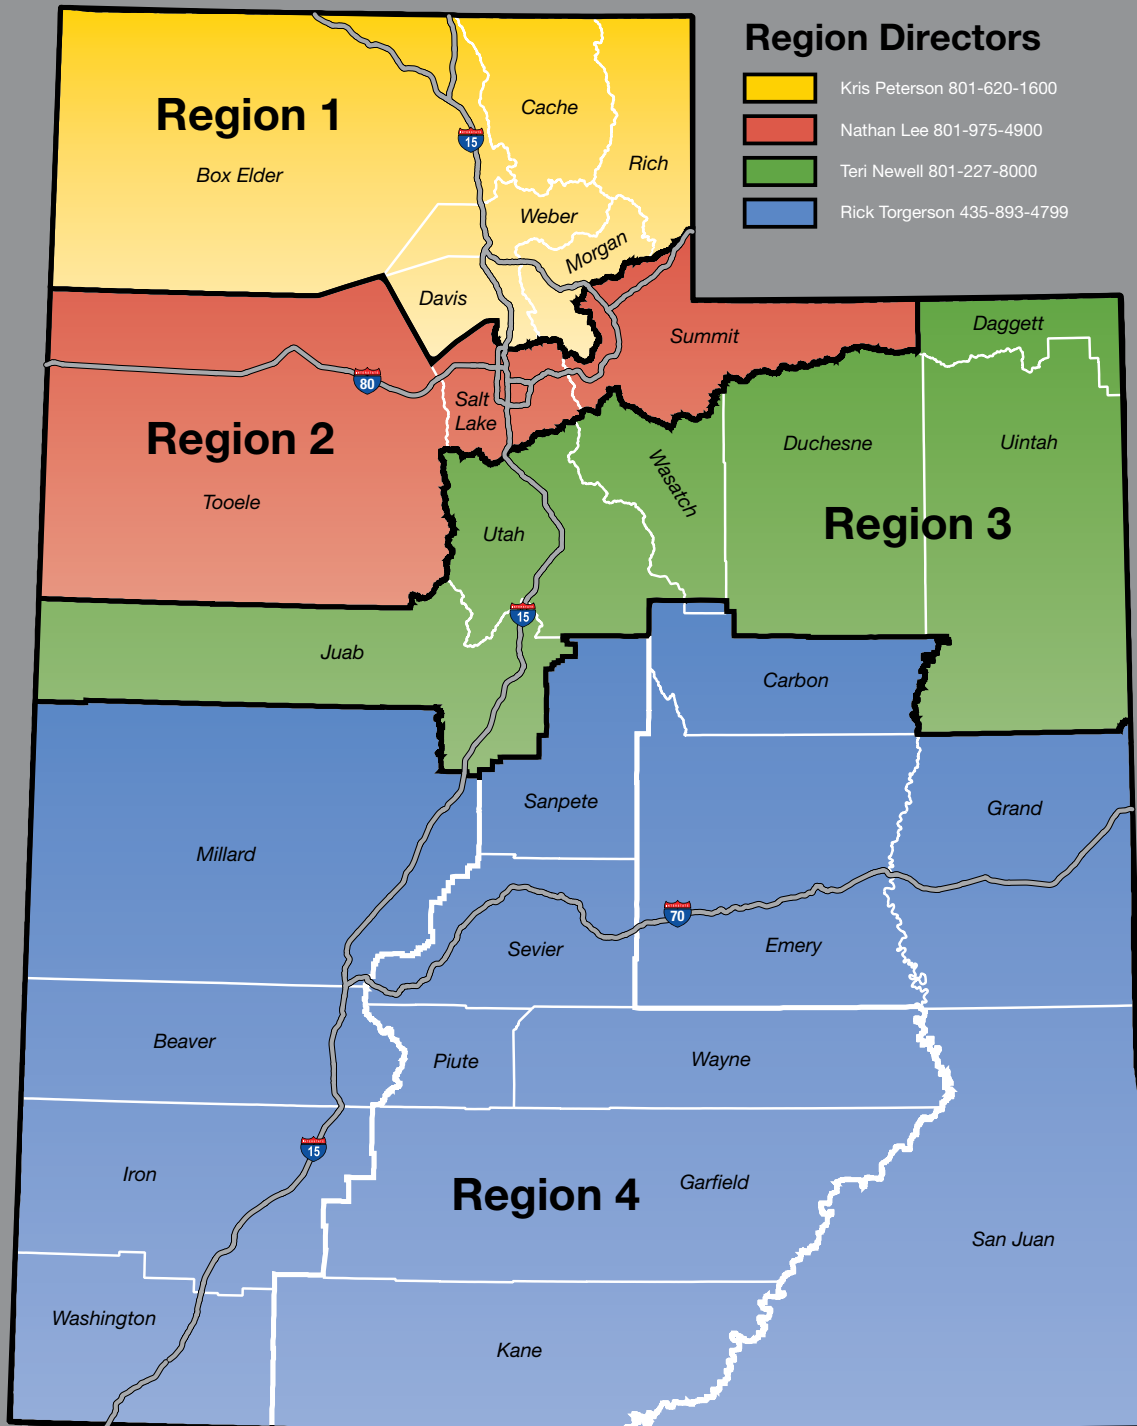 Region Directors
Kris Peterson 801-620-1600
Nathan Lee 801-975-4900
Teri Newell 801-227-8000
Rick Torgerson 435-893-4799
Region 1
Cache
15
Rich
Box Elder
Weber
Morgan
Davis
Daggett
Summit
80
Salt
Lake
Region 2
Duchesne
Uintah
Wasatch
Tooele
Region 3
Utah
15
Juab
Carbon
Sanpete
Grand
Millard
70
Sevier
Emery
Beaver
Piute
Wayne
15
Iron
Region 4
Garfield
San Juan
Washington
Kane